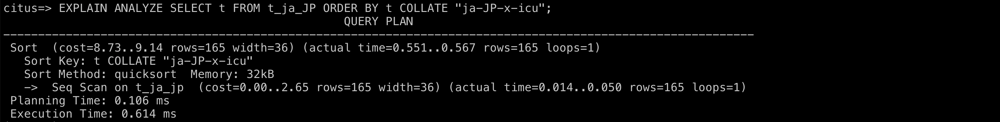 citus=> EXPLAIN ANALYZE SELECT t FROM t_ja_JP ORDER BY t COLLATE "ja-JP-x-icu";
QUERY PLAN
------------------------------------------------------------------------------------------------------------
Sort  (cost=8.73..9.14 rows=165 width=36) (actual time=0.551..0.567 rows=165 loops=1)
Sort Key: t COLLATE "ja-JP-x-icu"
Sort Method: quicksort  Memory: 32kB
->  Seq Scan on t_ja_jp  (cost=0.00..2.65 rows=165 width=36) (actual time=0.014..0.050 rows=165 loops=1)
Planning Time: 0.106 ms
Execution Time: 0.614 ms